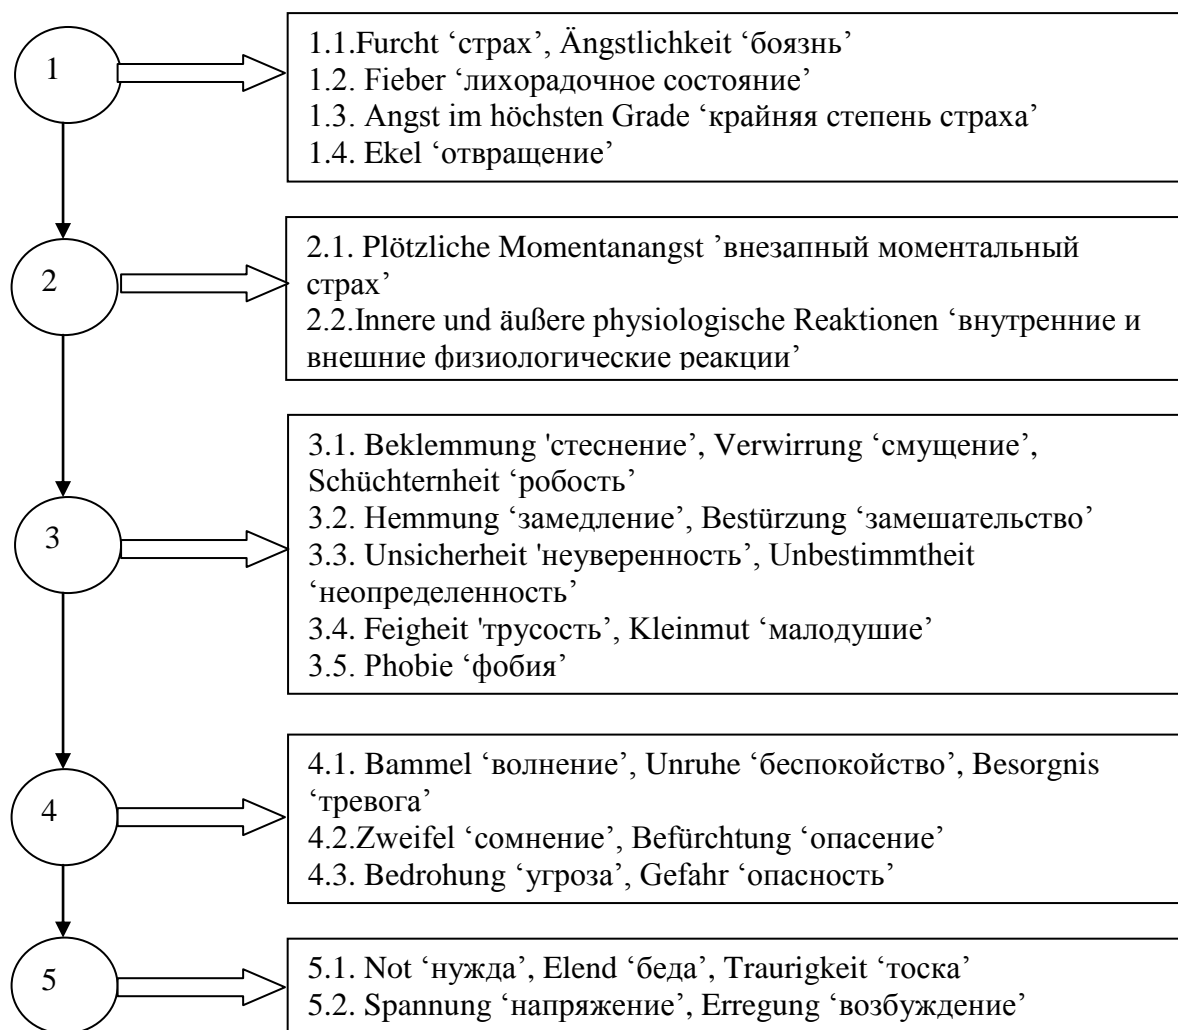 1
1.1.Furcht ‘страх’, Ängstlichkeit ‘боязнь’
1.2. Fieber ‘лихорадочное состояние’
1.3. Angst im höchsten Grade ‘крайняя степень страха’
1.4. Ekel ‘отвращение’
2
2.1. Plötzliche Momentanangst ’внезапный моментальный
страх’
2.2.Innere und äußere physiologische Reaktionen ‘внутренние и
внешние физиологические реакции’
3
3.1. Beklemmung 'стеснение’, Verwirrung ‘смущение’,
Schüchternheit ‘робость’
3.2. Hemmung ‘замедление’, Bestürzung ‘замешательство’
3.3. Unsicherheit 'неуверенность’, Unbestimmtheit
‘неопределенность’
3.4. Feigheit 'трусость’, Kleinmut ‘малодушие’
3.5. Phobie ‘фобия’
4
4.1. Bammel ‘волнение’, Unruhe ‘беспокойство’, Besorgnis
‘тревога’
4.2.Zweifel ‘сомнение’, Befürchtung ‘опасение’
4.3. Bedrohung ‘угроза’, Gefahr ‘опасность’
5
5.1. Not ‘нужда’, Elend ‘беда’, Traurigkeit ‘тоска’
5.2. Spannung ‘напряжение’, Erregung ‘возбуждение’